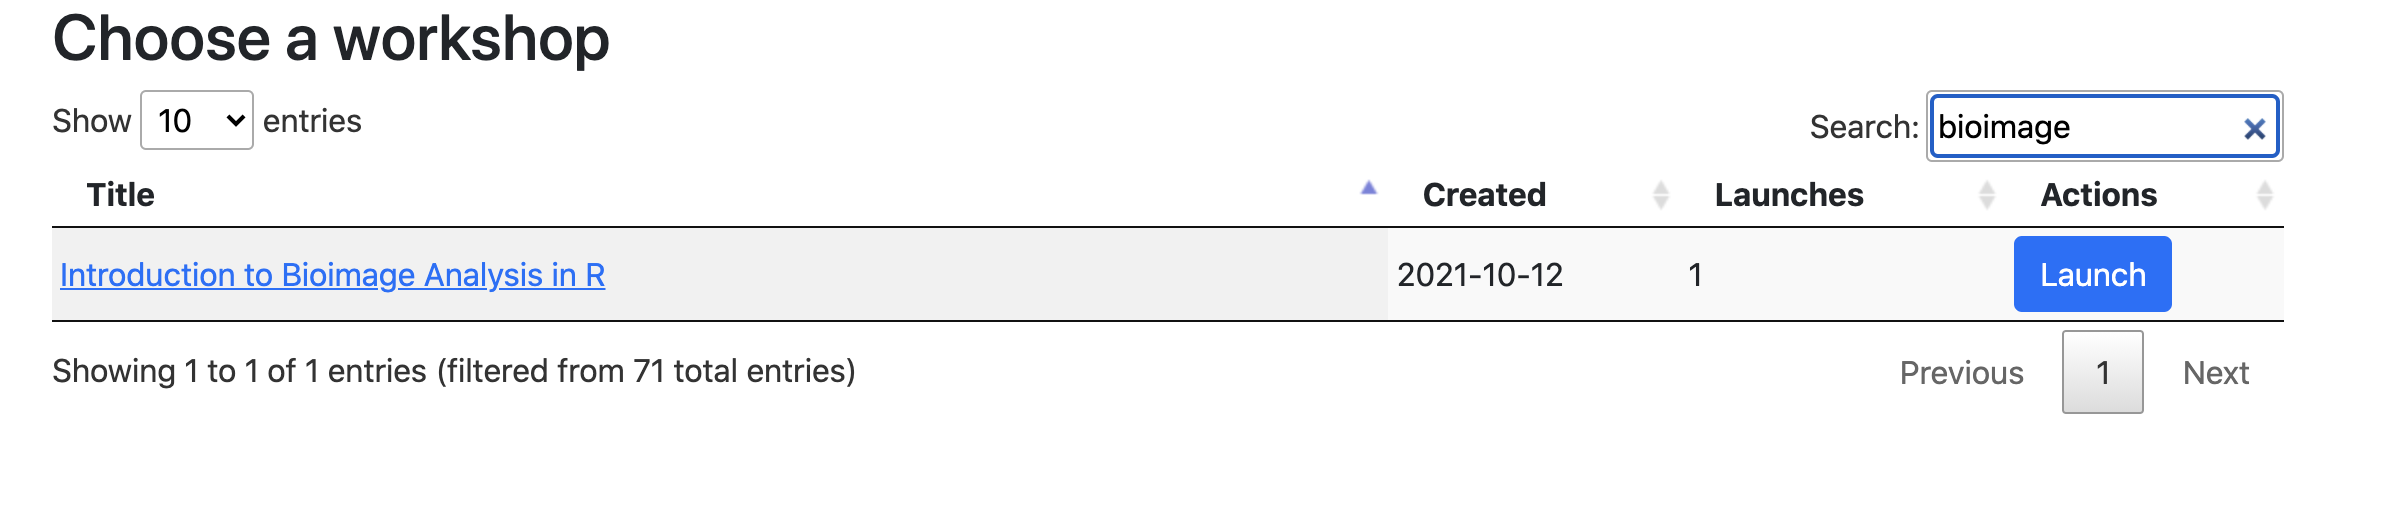 Choose a workshop
Show 10 entries Search: bioimage
Title Created Launches Actions
Introduction to Bioimage Analysis in R 2021-10-12 1 Launch
Showing 1 to 1 of 1 entries (filtered from 71 total entries) Previous 1 Next